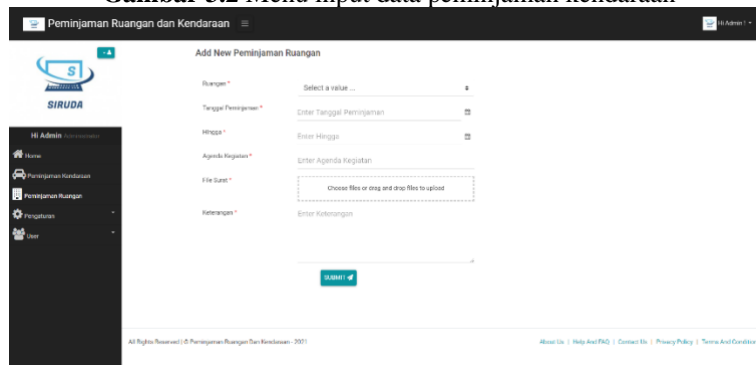 Gambar 3.2 Menu input data peminjaman kendaraan
Peminjaman Ruangan dan Kendaraan
Hi Admin !
S
SIRUDA
Hi Admin Administrator
Home
Peminjaman Kendaraan
Peminjaman Ruangan
Pengaturan
User
Add New Peminjaman Ruangan
Ruangan *
Select a value ...
Tanggal Peminjaman *
Enter Tanggal Peminjaman
Hingga *
Enter Hingga
Agenda Kegiatan *
Enter Agenda Kegiatan
File Surat *
Choose files or drag and drop files to upload
Keterangan *
Enter Keterangan
SUBMIT
All Rights Reserved | © Peminjaman Ruangan Dan Kendaraan - 2021
About Us | Help And FAQ | Contact Us | Privacy Policy | Terms And Condition